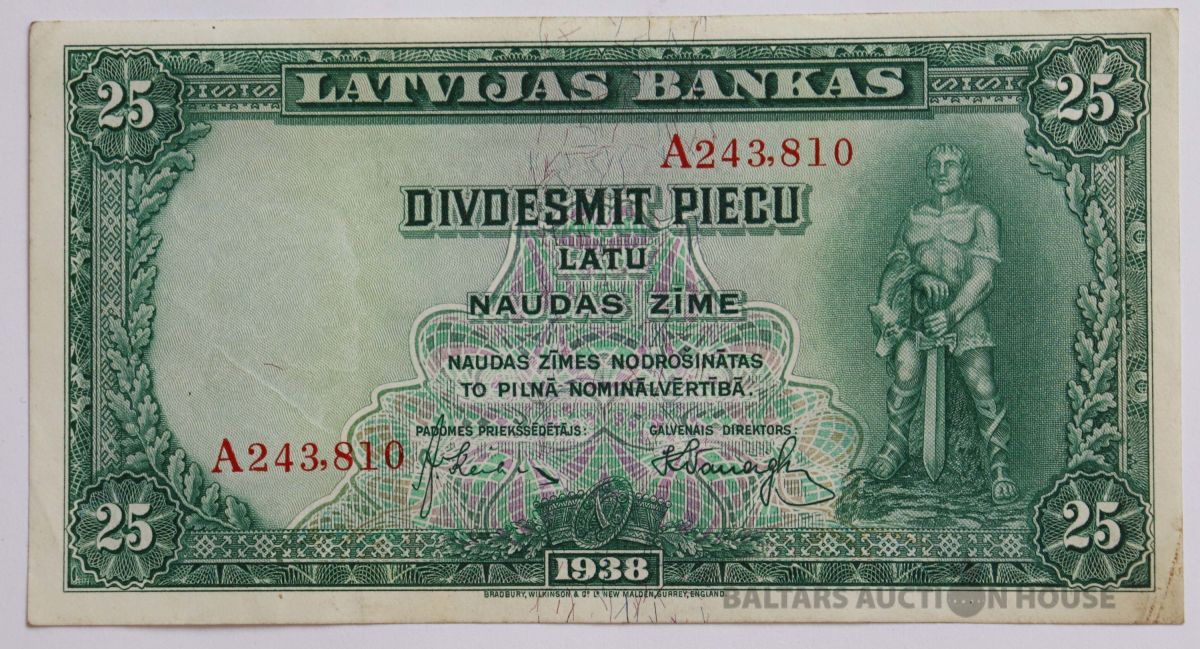 25 LATVIJAS BANKAS 25
A243,810
DIVDESMIT PIECU
LATU
NAUDAS ZĪME
NAUDAS ZĪMES NODROŠINĀTAS
TO PILNĀ NOMINĀLVĒRTĪBĀ.
PADOMES PRIEKSSĒDĒTĀJS: GALVENAIS DIREKTORS:
A243,810
25 1938 25
BRADBURY, WILKINSON & Cº Lᴰ NEW MALDEN, SURREY, ENGLAND.
BALTARS AUCTION HOUSE